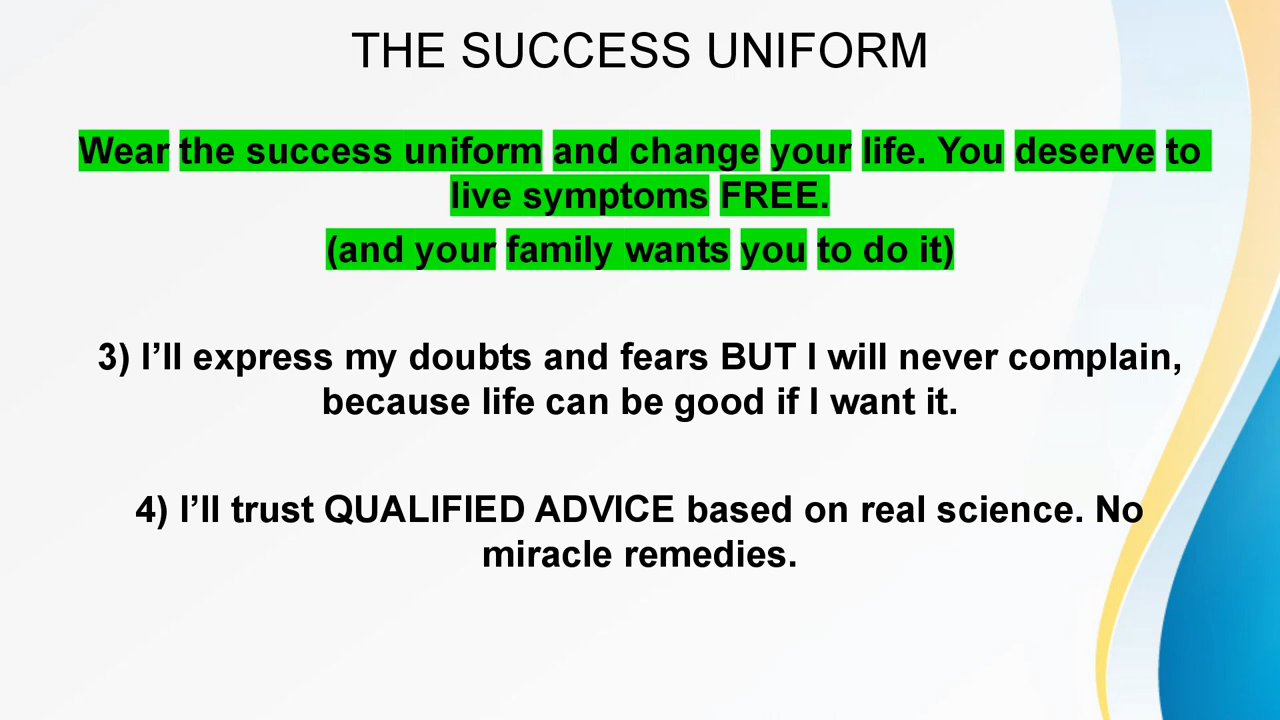 THE SUCCESS UNIFORM
Wear the success uniform and change your life. You deserve to
live symptoms FREE.
(and your family wants you to do it)
3) I’ll express my doubts and fears BUT I will never complain,
because life can be good if I want it.
4) I’ll trust QUALIFIED ADVICE based on real science. No
miracle remedies.